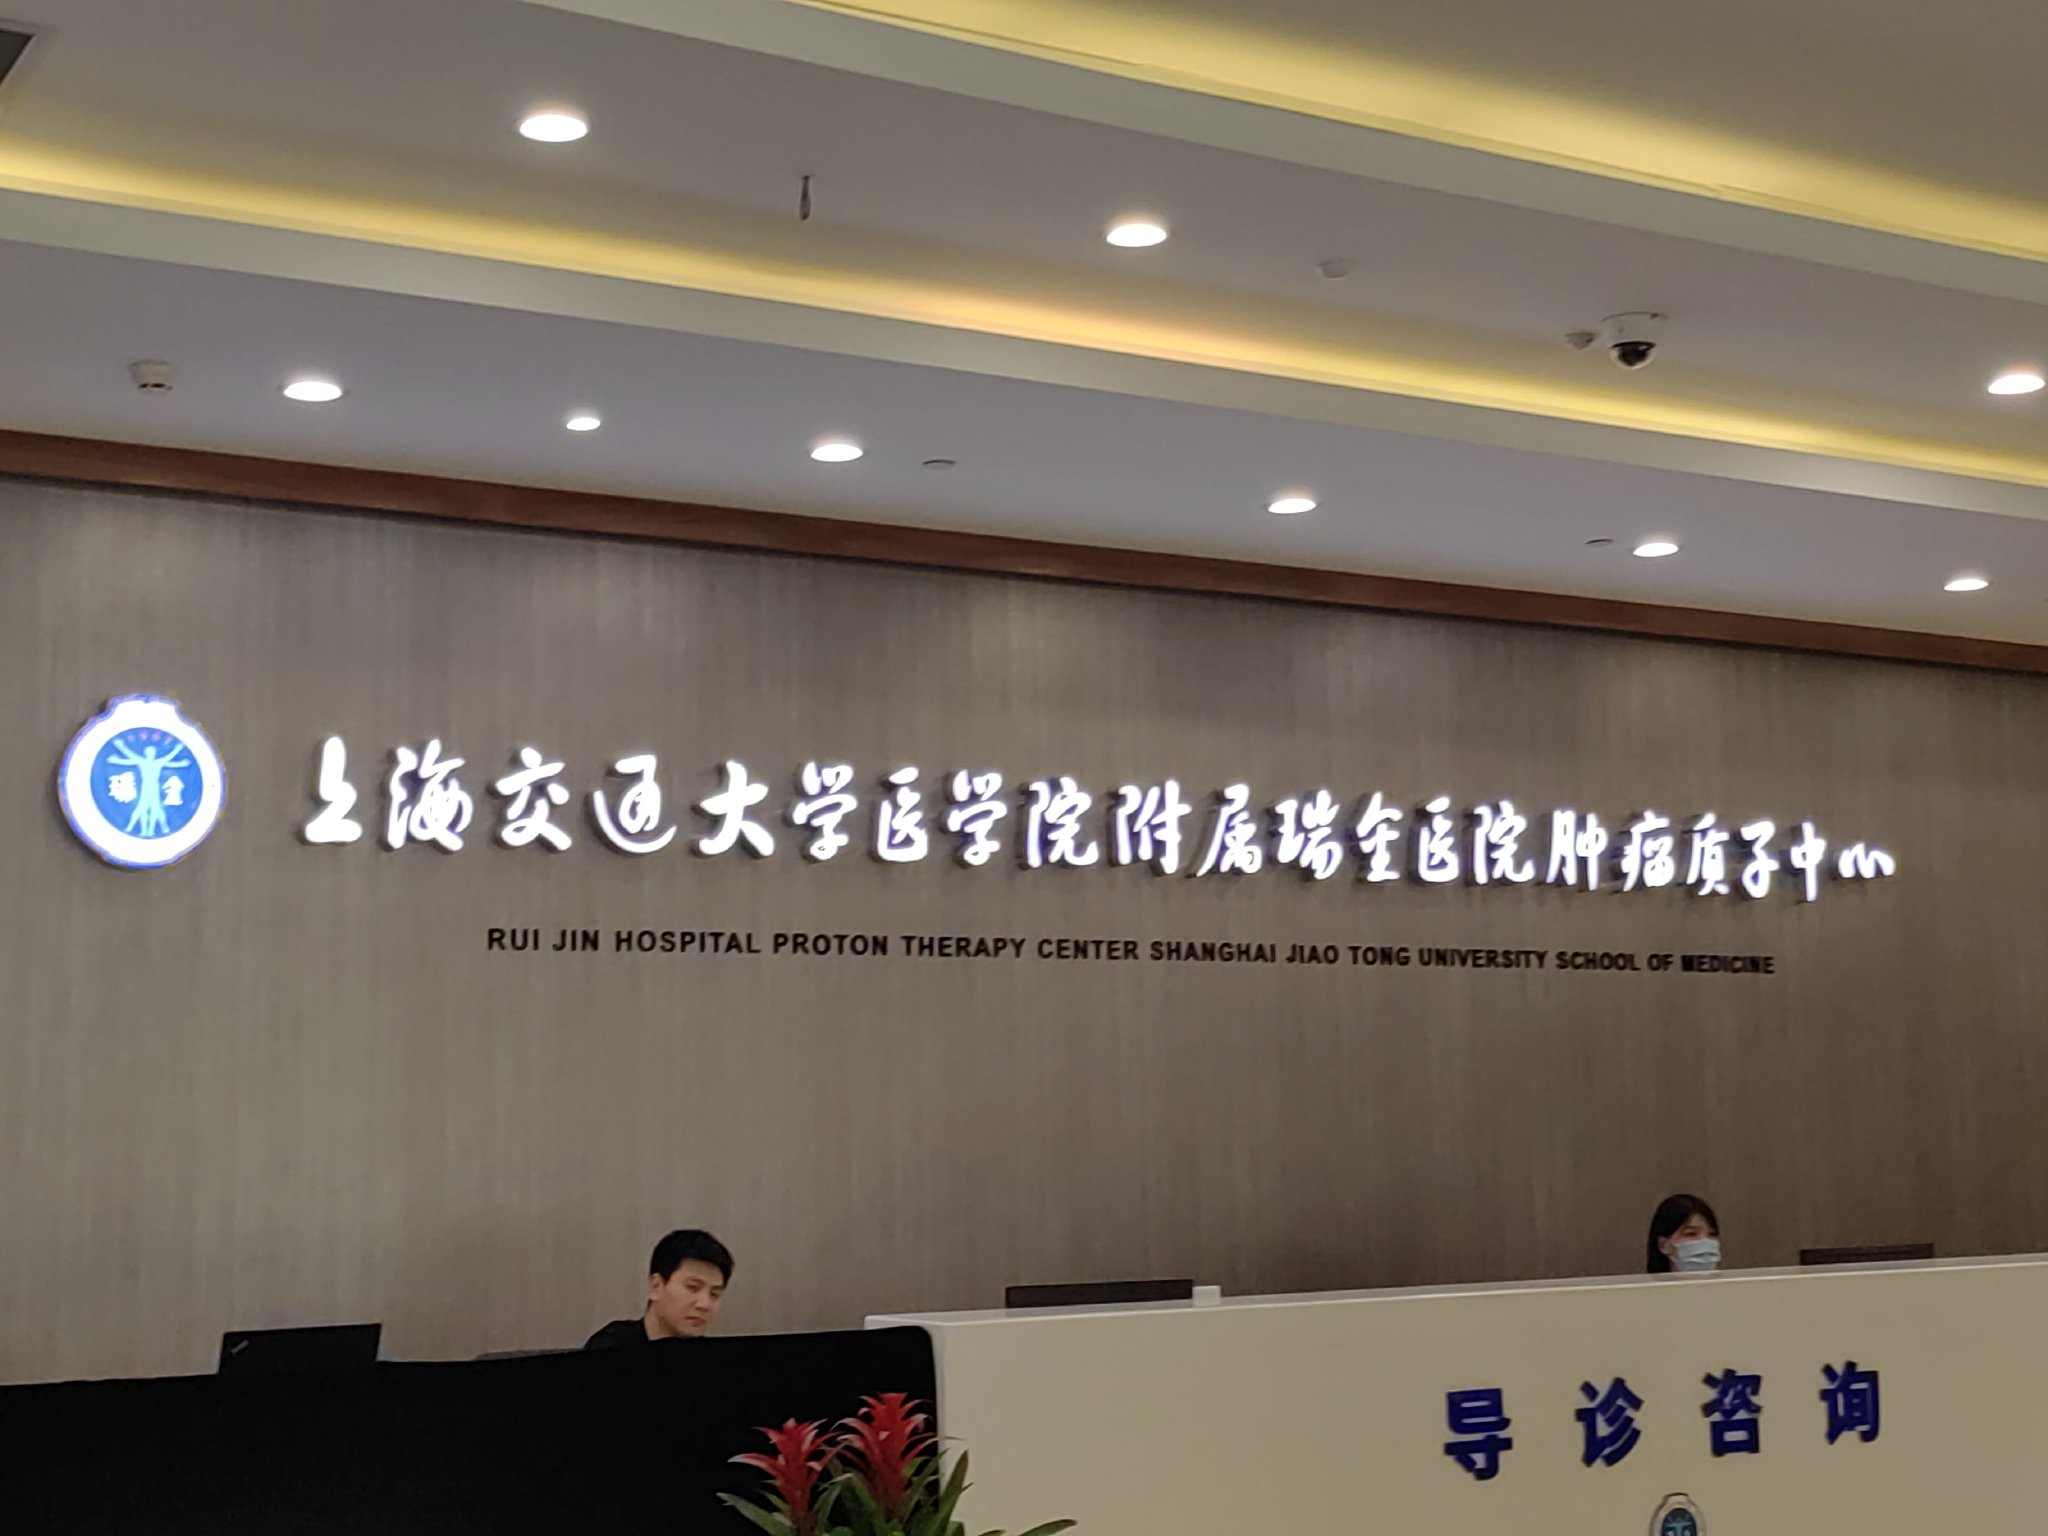 瑞金
上海交通大学医学院附属瑞金医院肿瘤质子中心
RUI JIN HOSPITAL PROTON THERAPY CENTER SHANGHAI JIAO TONG UNIVERSITY SCHOOL OF MEDICINE
导诊咨询